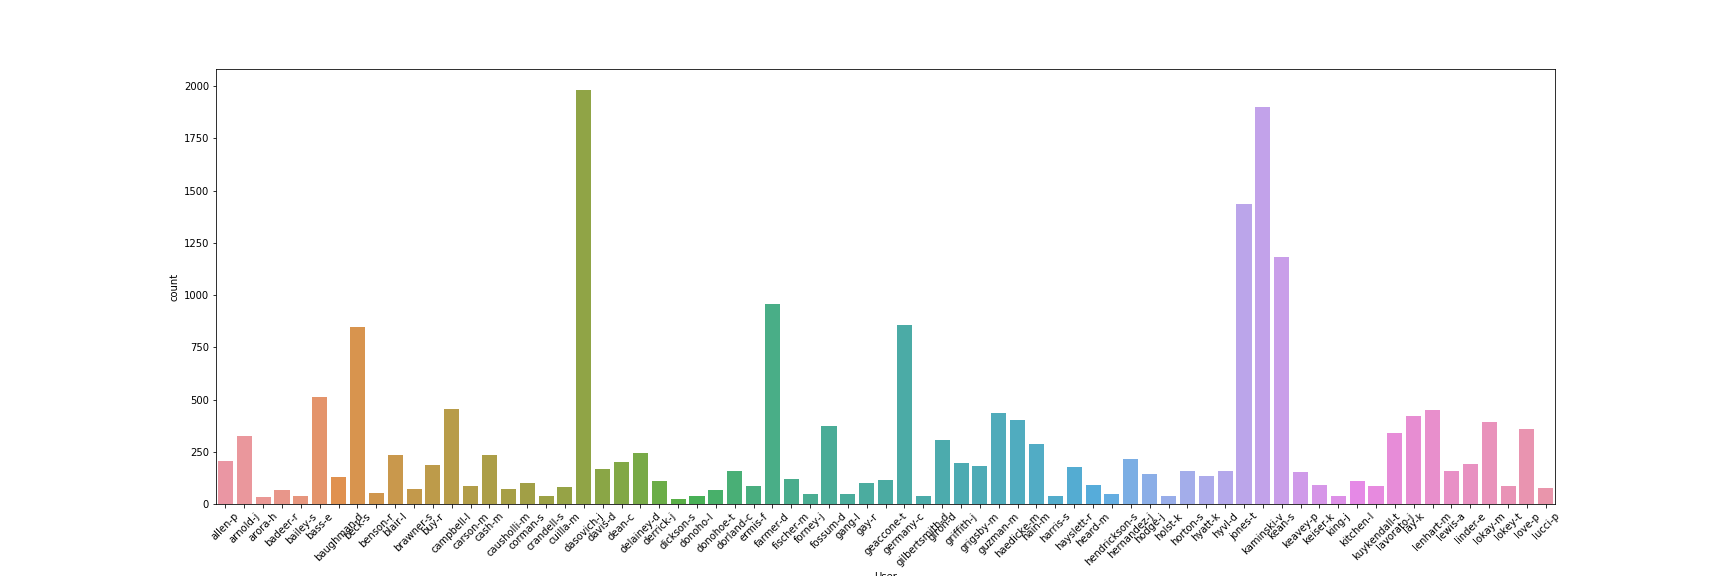 2000
1750
1500
1250
1000
750
500
250
0
count
allen-p
arnold-j
arora-h
badeer-r
bailey-s
bass-e
baughman-d
beck-s
benson-r
blair-l
brawner-s
buy-r
campbell-l
carson-m
cash-m
causholli-m
corman-s
crandell-s
cuilla-m
dasovich-j
davis-d
dean-c
delainey-d
derrick-j
dickson-s
donoho-l
donohoe-t
dorland-c
ermis-f
farmer-d
fischer-m
forney-j
fossum-d
gang-l
gay-r
geaccone-t
germany-c
gilbertsmith-d
giron-d
griffith-j
grigsby-m
guzman-m
haedicke-m
hain-m
harris-s
hayslett-r
heard-m
hendrickson-s
hernandez-j
hodge-j
holst-k
horton-s
hyatt-k
hyvl-d
jones-t
kaminski-v
kean-s
keavey-p
keiser-k
king-j
kitchen-l
kuykendall-t
lavorato-j
lay-k
lenhart-m
lewis-a
linder-e
lokay-m
lokey-t
love-p
lucci-p
User